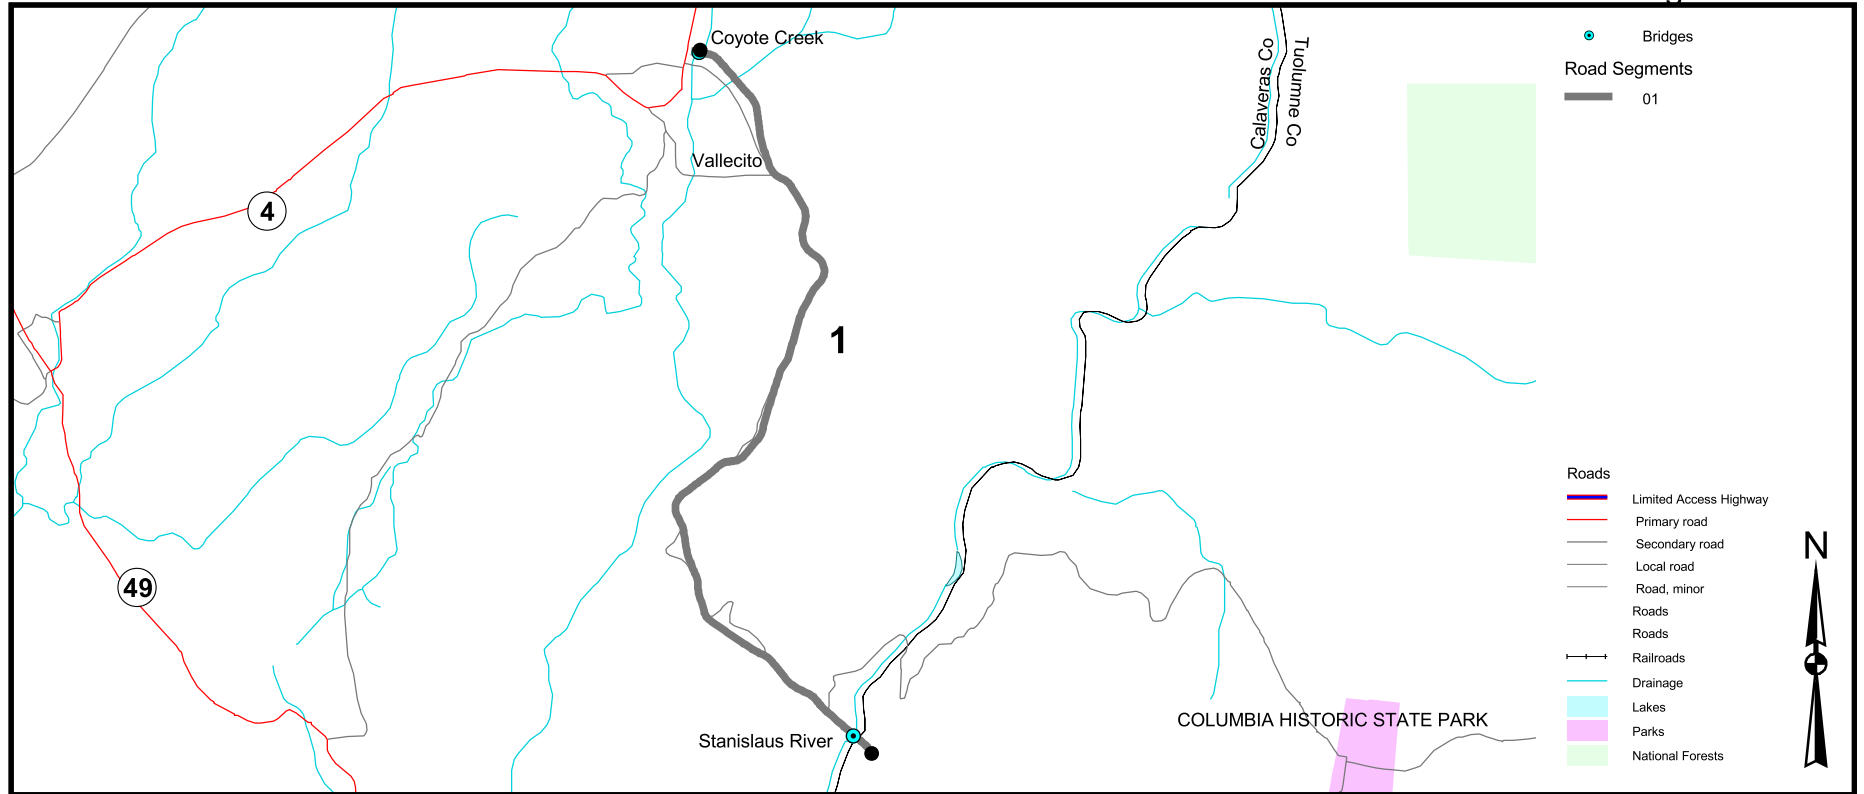 Coyote Creek
Calaveras Co
Tuolumne Co
Bridges
Road Segments
01
Vallecito
4
1
49
Roads
Limited Access Highway
Primary road
Secondary road
Local road
Road, minor
Roads
Roads
Railroads
Drainage
Lakes
Parks
National Forests
N
COLUMBIA HISTORIC STATE PARK
Stanislaus River